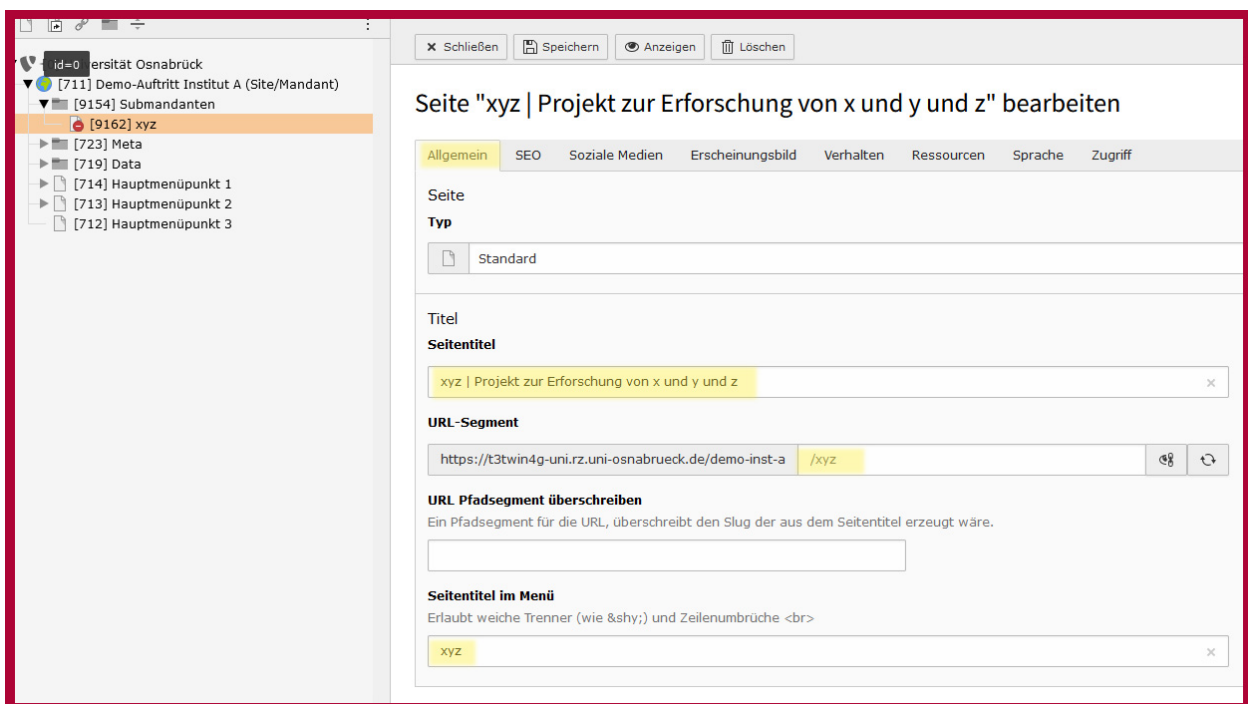 id=0
ersität Osnabrück
[711] Demo-Auftritt Institut A (Site/Mandant)
[9154] Submandanten
[9162] xyz
[723] Meta
[719] Data
[714] Hauptmenüpunkt 1
[713] Hauptmenüpunkt 2
[712] Hauptmenüpunkt 3
Schließen Speichern Anzeigen Löschen
Seite "xyz | Projekt zur Erforschung von x und y und z" bearbeiten
Allgemein SEO Soziale Medien Erscheinungsbild Verhalten Ressourcen Sprache Zugriff
Seite
Typ
Standard
Titel
Seitentitel
xyz | Projekt zur Erforschung von x und y und z
URL-Segment
https://t3twin4g-uni.rz.uni-osnabrueck.de/demo-inst-a /xyz
URL Pfadsegment überschreiben
Ein Pfadsegment für die URL, überschreibt den Slug der aus dem Seitentitel erzeugt wäre.
Seitentitel im Menü
Erlaubt weiche Trenner (wie &shy;) und Zeilenumbrüche <br>
xyz